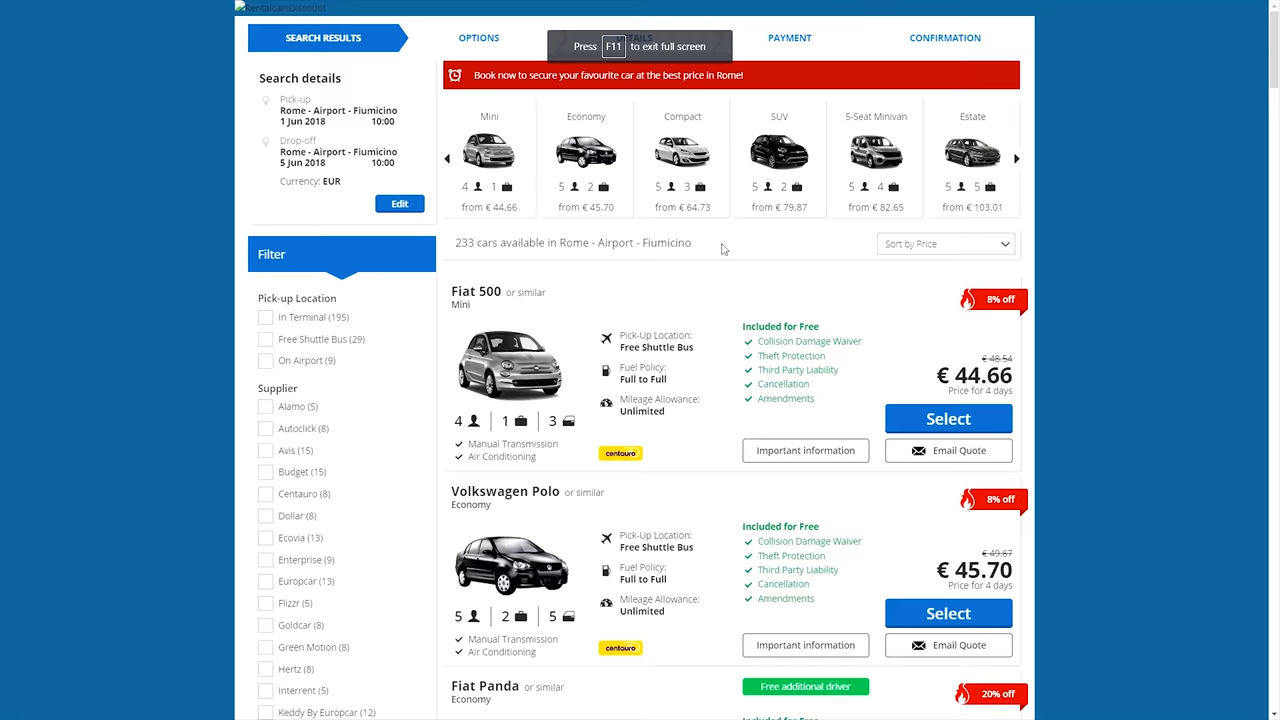 RentalcarsDiscount
SEARCH RESULTS
OPTIONS
PAYMENT
CONFIRMATION
Press F11 to exit full screen
Search details
Pick-up
Rome - Airport - Fiumicino
1 Jun 2018 10:00
Drop-off
Rome - Airport - Fiumicino
5 Jun 2018 10:00
Currency: EUR
Edit
Book now to secure your favourite car at the best price in Rome!
Mini
4 1
from € 44.66
Economy
5 2
from € 45.70
Compact
5 3
from € 64.73
SUV
5 2
from € 79.87
5-Seat Minivan
5 4
from € 82.65
Estate
5 5
from € 103.01
233 cars available in Rome - Airport - Fiumicino
Sort by Price
Filter
Pick-up Location
In Terminal (195)
Free Shuttle Bus (29)
On Airport (9)
Supplier
Alamo (5)
Autoclick (8)
Avis (15)
Budget (15)
Centauro (8)
Dollar (8)
Ecovia (13)
Enterprise (9)
Europcar (13)
Flizzr (5)
Goldcar (8)
Green Motion (8)
Hertz (8)
Interrent (5)
Keddy By Europcar (12)
Fiat 500 or similar
Mini
4 1 3
Manual Transmission
Air Conditioning
Pick-Up Location:
Free Shuttle Bus
Fuel Policy:
Full to Full
Mileage Allowance:
Unlimited
centauro
Included for Free
Collision Damage Waiver
Theft Protection
Third Party Liability
Cancellation
Amendments
Important information
8% off
€ 48.54
€ 44.66
Price for 4 days
Select
Email Quote
Volkswagen Polo or similar
Economy
5 2 5
Manual Transmission
Air Conditioning
Pick-Up Location:
Free Shuttle Bus
Fuel Policy:
Full to Full
Mileage Allowance:
Unlimited
centauro
Included for Free
Collision Damage Waiver
Theft Protection
Third Party Liability
Cancellation
Amendments
Important information
8% off
€ 49.67
€ 45.70
Price for 4 days
Select
Email Quote
Fiat Panda or similar
Economy
Free additional driver
20% off